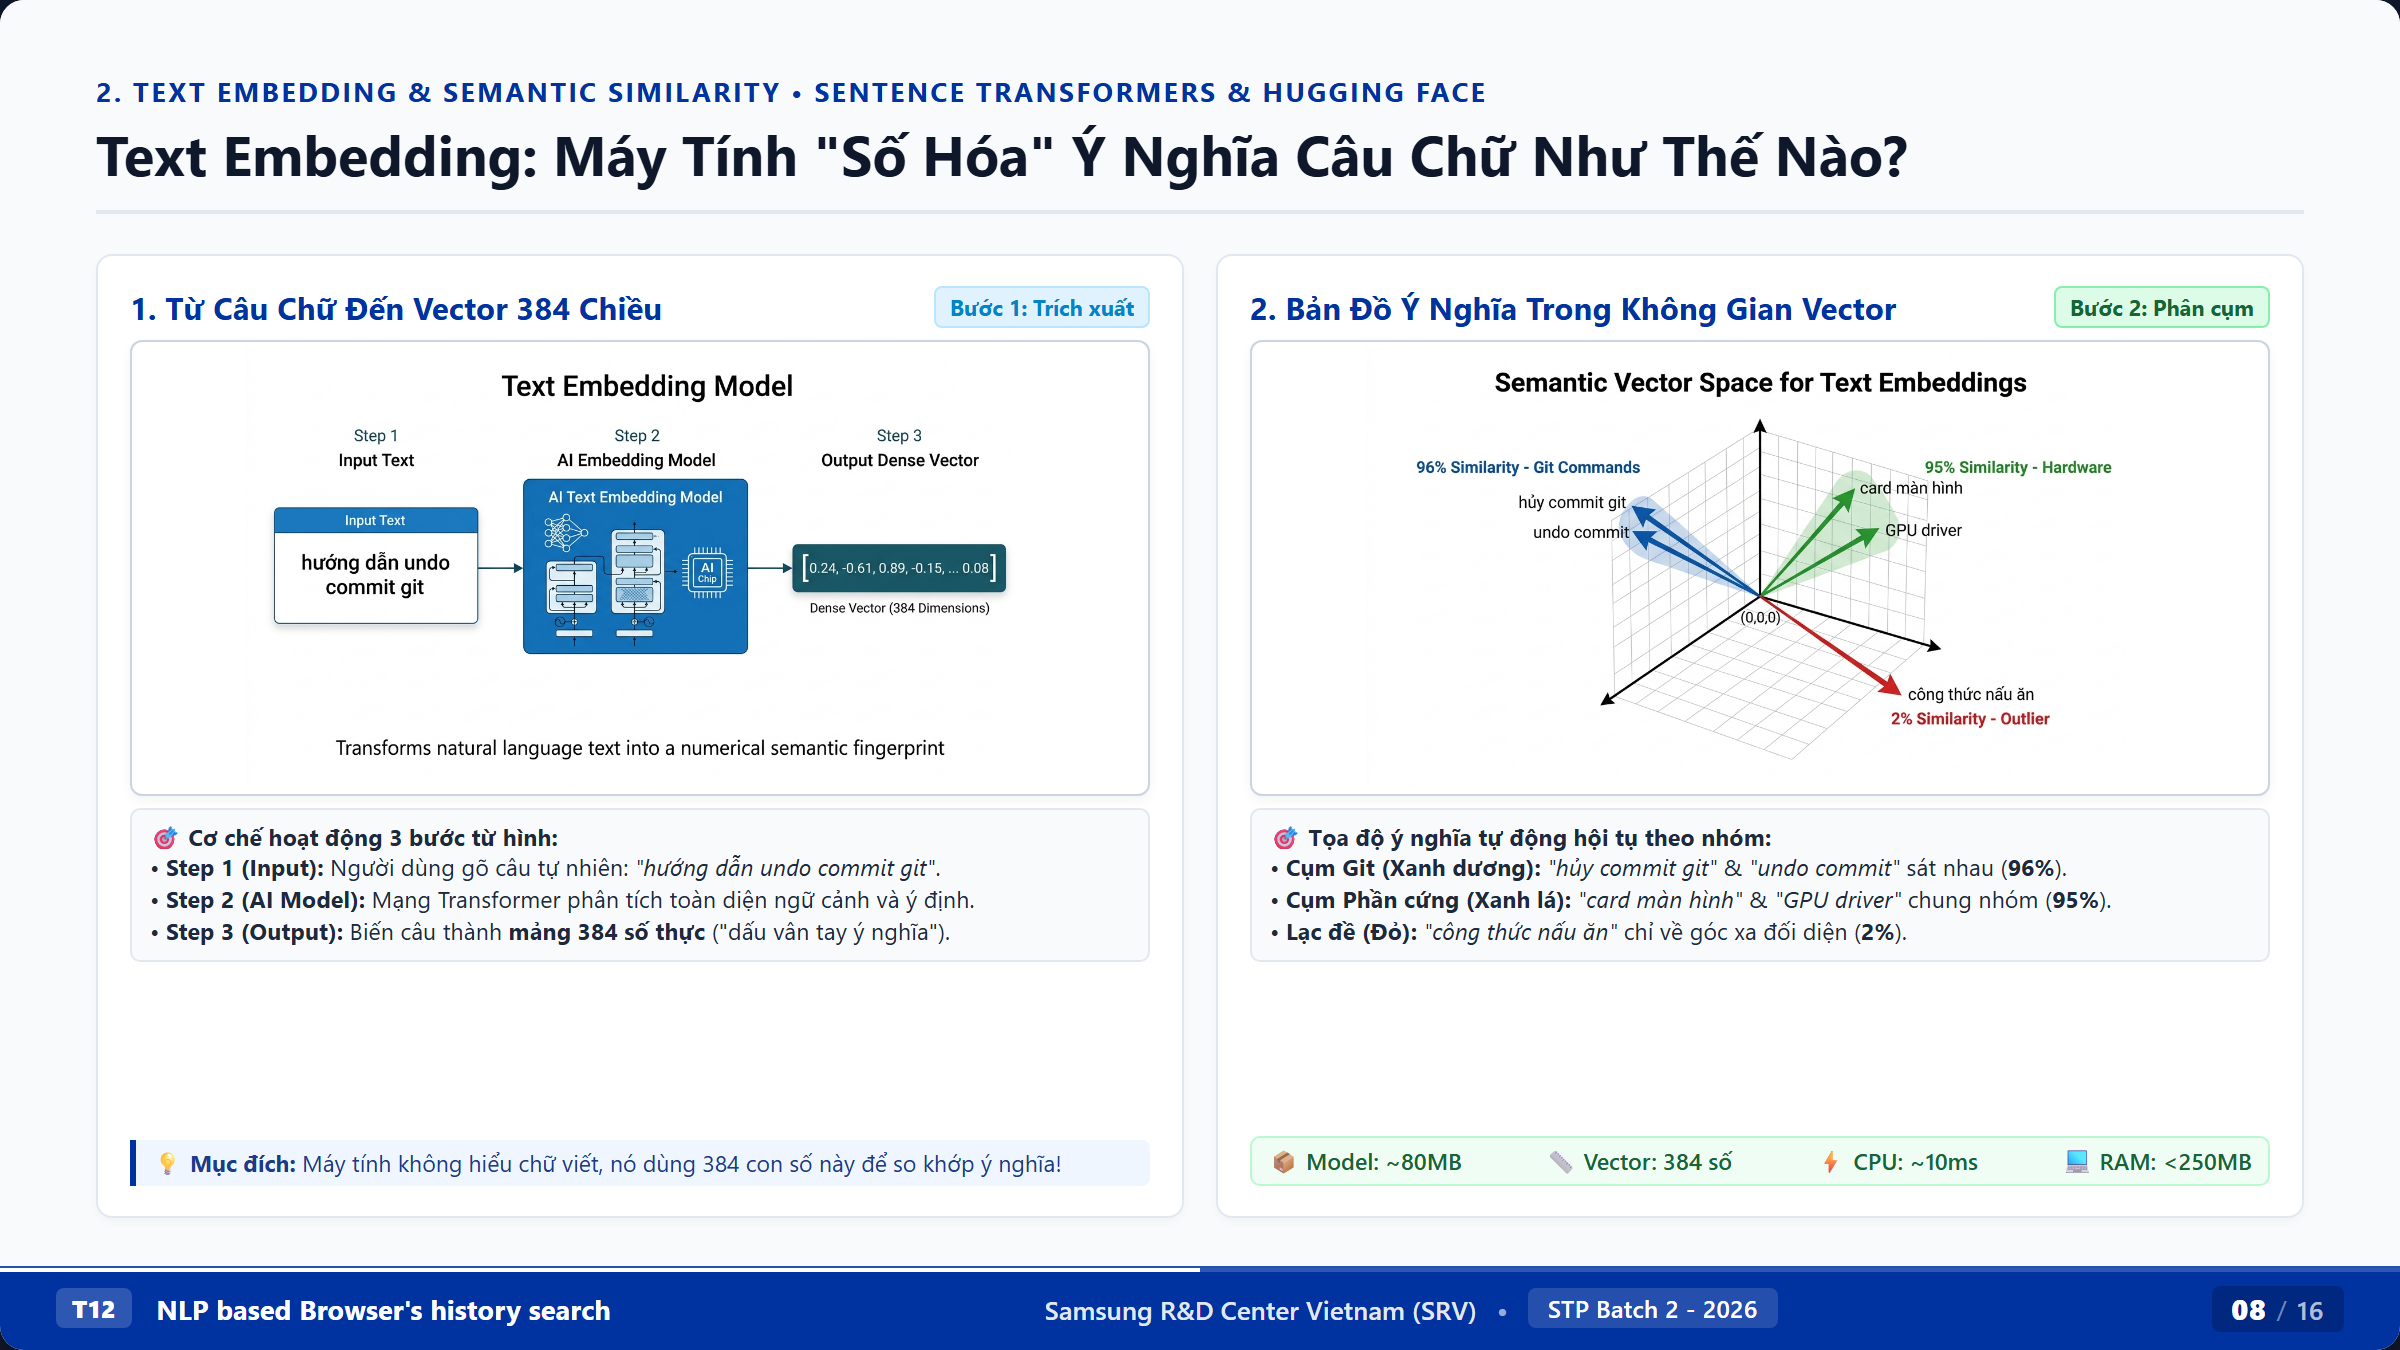 2. TEXT EMBEDDING & SEMANTIC SIMILARITY • SENTENCE TRANSFORMERS & HUGGING FACE
Text Embedding: Máy Tính "Số Hóa" Ý Nghĩa Câu Chữ Như Thế Nào?
1. Từ Câu Chữ Đến Vector 384 Chiều
Bước 1: Trích xuất
Text Embedding Model
Step 1
Input Text
Step 2
AI Embedding Model
Step 3
Output Dense Vector
Input Text
hướng dẫn undo
commit git
AI Text Embedding Model
AI
Chip
[0.24, -0.61, 0.89, -0.15, ... 0.08]
Dense Vector (384 Dimensions)
Transforms natural language text into a numerical semantic fingerprint
🎯 Cơ chế hoạt động 3 bước từ hình:
• Step 1 (Input): Người dùng gõ câu tự nhiên: "hướng dẫn undo commit git".
• Step 2 (AI Model): Mạng Transformer phân tích toàn diện ngữ cảnh và ý định.
• Step 3 (Output): Biến câu thành mảng 384 số thực ("dấu vân tay ý nghĩa").
💡 Mục đích: Máy tính không hiểu chữ viết, nó dùng 384 con số này để so khớp ý nghĩa!
2. Bản Đồ Ý Nghĩa Trong Không Gian Vector
Bước 2: Phân cụm
Semantic Vector Space for Text Embeddings
96% Similarity - Git Commands
hủy commit git
undo commit
95% Similarity - Hardware
card màn hình
GPU driver
(0,0,0)
công thức nấu ăn
2% Similarity - Outlier
🎯 Tọa độ ý nghĩa tự động hội tụ theo nhóm:
• Cụm Git (Xanh dương): "hủy commit git" & "undo commit" sát nhau (96%).
• Cụm Phần cứng (Xanh lá): "card màn hình" & "GPU driver" chung nhóm (95%).
• Lạc đề (Đỏ): "công thức nấu ăn" chỉ về góc xa đối diện (2%).
📦 Model: ~80MB
📏 Vector: 384 số
⚡ CPU: ~10ms
💻 RAM: <250MB
T12 NLP based Browser's history search
Samsung R&D Center Vietnam (SRV) • STP Batch 2 - 2026
08 / 16